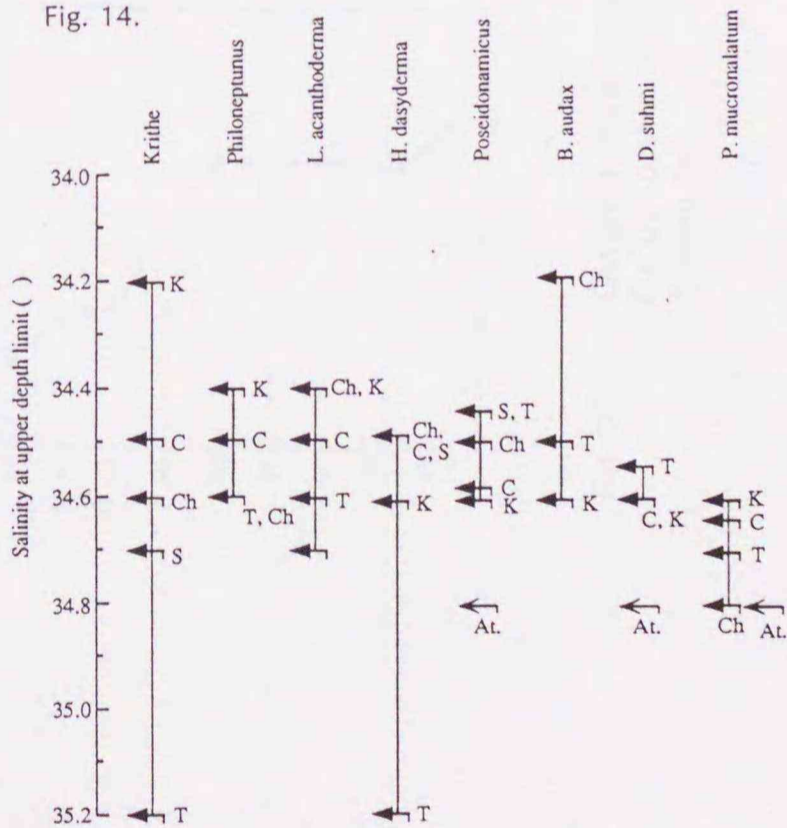 Fig. 14.
Krithe
Philoneptunus
L. acanthoderma
H. dasyderma
Poseidonamicus
B. audax
D. suhmi
P. mucronalatum
Salinity at upper depth limit ( )
34.0
34.2
34.4
34.6
34.8
35.0
35.2
K
C
Ch
S
T
K
C
T, Ch
Ch, K
C
T
Ch,
C, S
K
T
S, T
Ch
C
K
At.
Ch
T
K
T
C, K
At.
K
C
T
Ch
At.